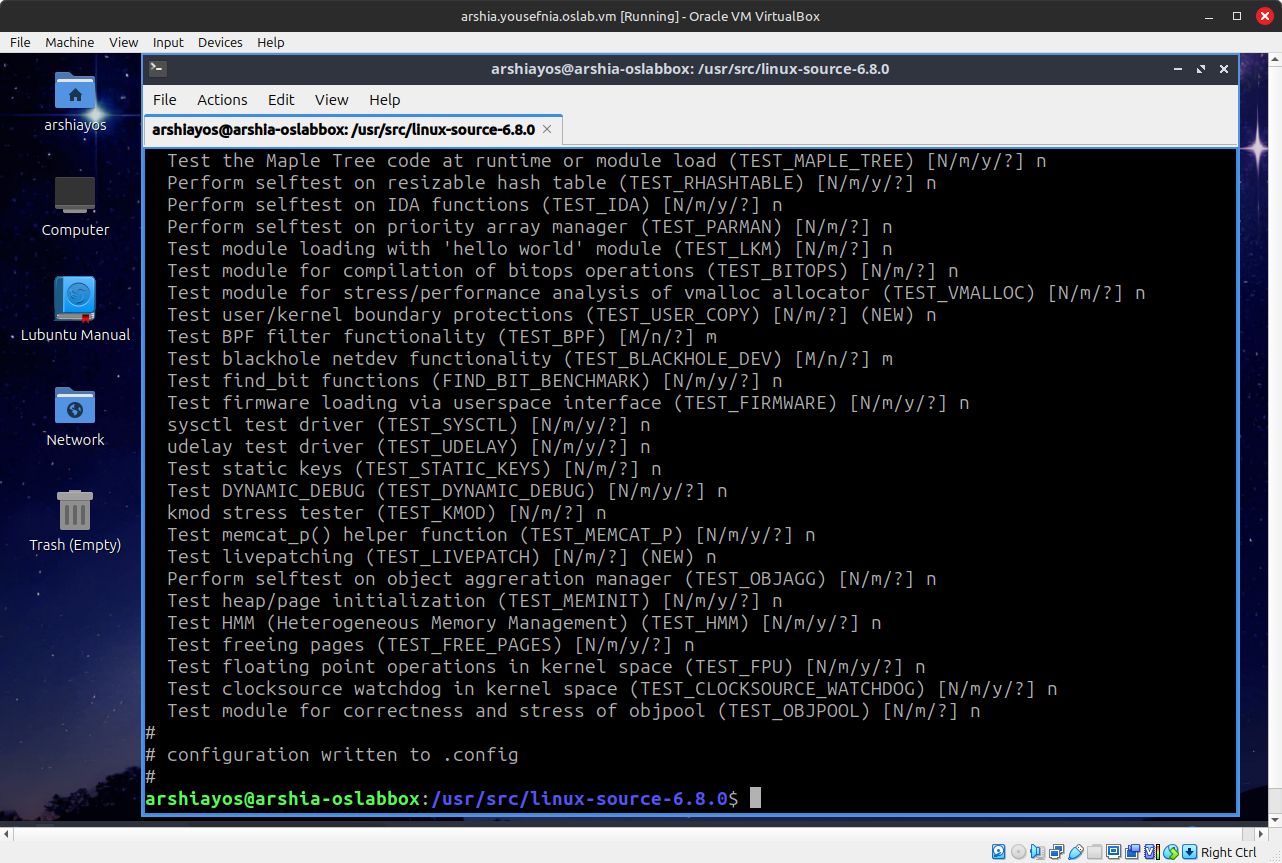 arshia.yousefnia.oslab.vm [Running] - Oracle VM VirtualBox
File Machine View Input Devices Help
arshiayos@arshia-oslabbox: /usr/src/linux-source-6.8.0
File Actions Edit View Help
arshiayos@arshia-oslabbox: /usr/src/linux-source-6.8.0
arshiayos
Computer
Lubuntu Manual
Network
Trash (Empty)
Test the Maple Tree code at runtime or module load (TEST_MAPLE_TREE) [N/m/y/?] n
Perform selftest on resizable hash table (TEST_RHASHTABLE) [N/m/y/?] n
Perform selftest on IDA functions (TEST_IDA) [N/m/y/?] n
Perform selftest on priority array manager (TEST_PARMAN) [N/m/?] n
Test module loading with 'hello world' module (TEST_LKM) [N/m/?] n
Test module for compilation of bitops operations (TEST_BITOPS) [N/m/?] n
Test module for stress/performance analysis of vmalloc allocator (TEST_VMALLOC) [N/m/?] n
Test user/kernel boundary protections (TEST_USER_COPY) [N/m/?] (NEW) n
Test BPF filter functionality (TEST_BPF) [M/n/?] m
Test blackhole netdev functionality (TEST_BLACKHOLE_DEV) [M/n/?] m
Test find_bit functions (FIND_BIT_BENCHMARK) [N/m/y/?] n
Test firmware loading via userspace interface (TEST_FIRMWARE) [N/m/y/?] n
sysctl test driver (TEST_SYSCTL) [N/m/y/?] n
udelay test driver (TEST_UDELAY) [N/m/y/?] n
Test static keys (TEST_STATIC_KEYS) [N/m/?] n
Test DYNAMIC_DEBUG (TEST_DYNAMIC_DEBUG) [N/m/y/?] n
kmod stress tester (TEST_KMOD) [N/m/?] n
Test memcat_p() helper function (TEST_MEMCAT_P) [N/m/y/?] n
Test livepatching (TEST_LIVEPATCH) [N/m/?] (NEW) n
Perform selftest on object aggreration manager (TEST_OBJAGG) [N/m/?] n
Test heap/page initialization (TEST_MEMINIT) [N/m/y/?] n
Test HMM (Heterogeneous Memory Management) (TEST_HMM) [N/m/y/?] n
Test freeing pages (TEST_FREE_PAGES) [N/m/y/?] n
Test floating point operations in kernel space (TEST_FPU) [N/m/y/?] n
Test clocksource watchdog in kernel space (TEST_CLOCKSOURCE_WATCHDOG) [N/m/y/?] n
Test module for correctness and stress of objpool (TEST_OBJPOOL) [N/m/?] n
#
# configuration written to .config
#
arshiayos@arshia-oslabbox:/usr/src/linux-source-6.8.0$
Right Ctrl